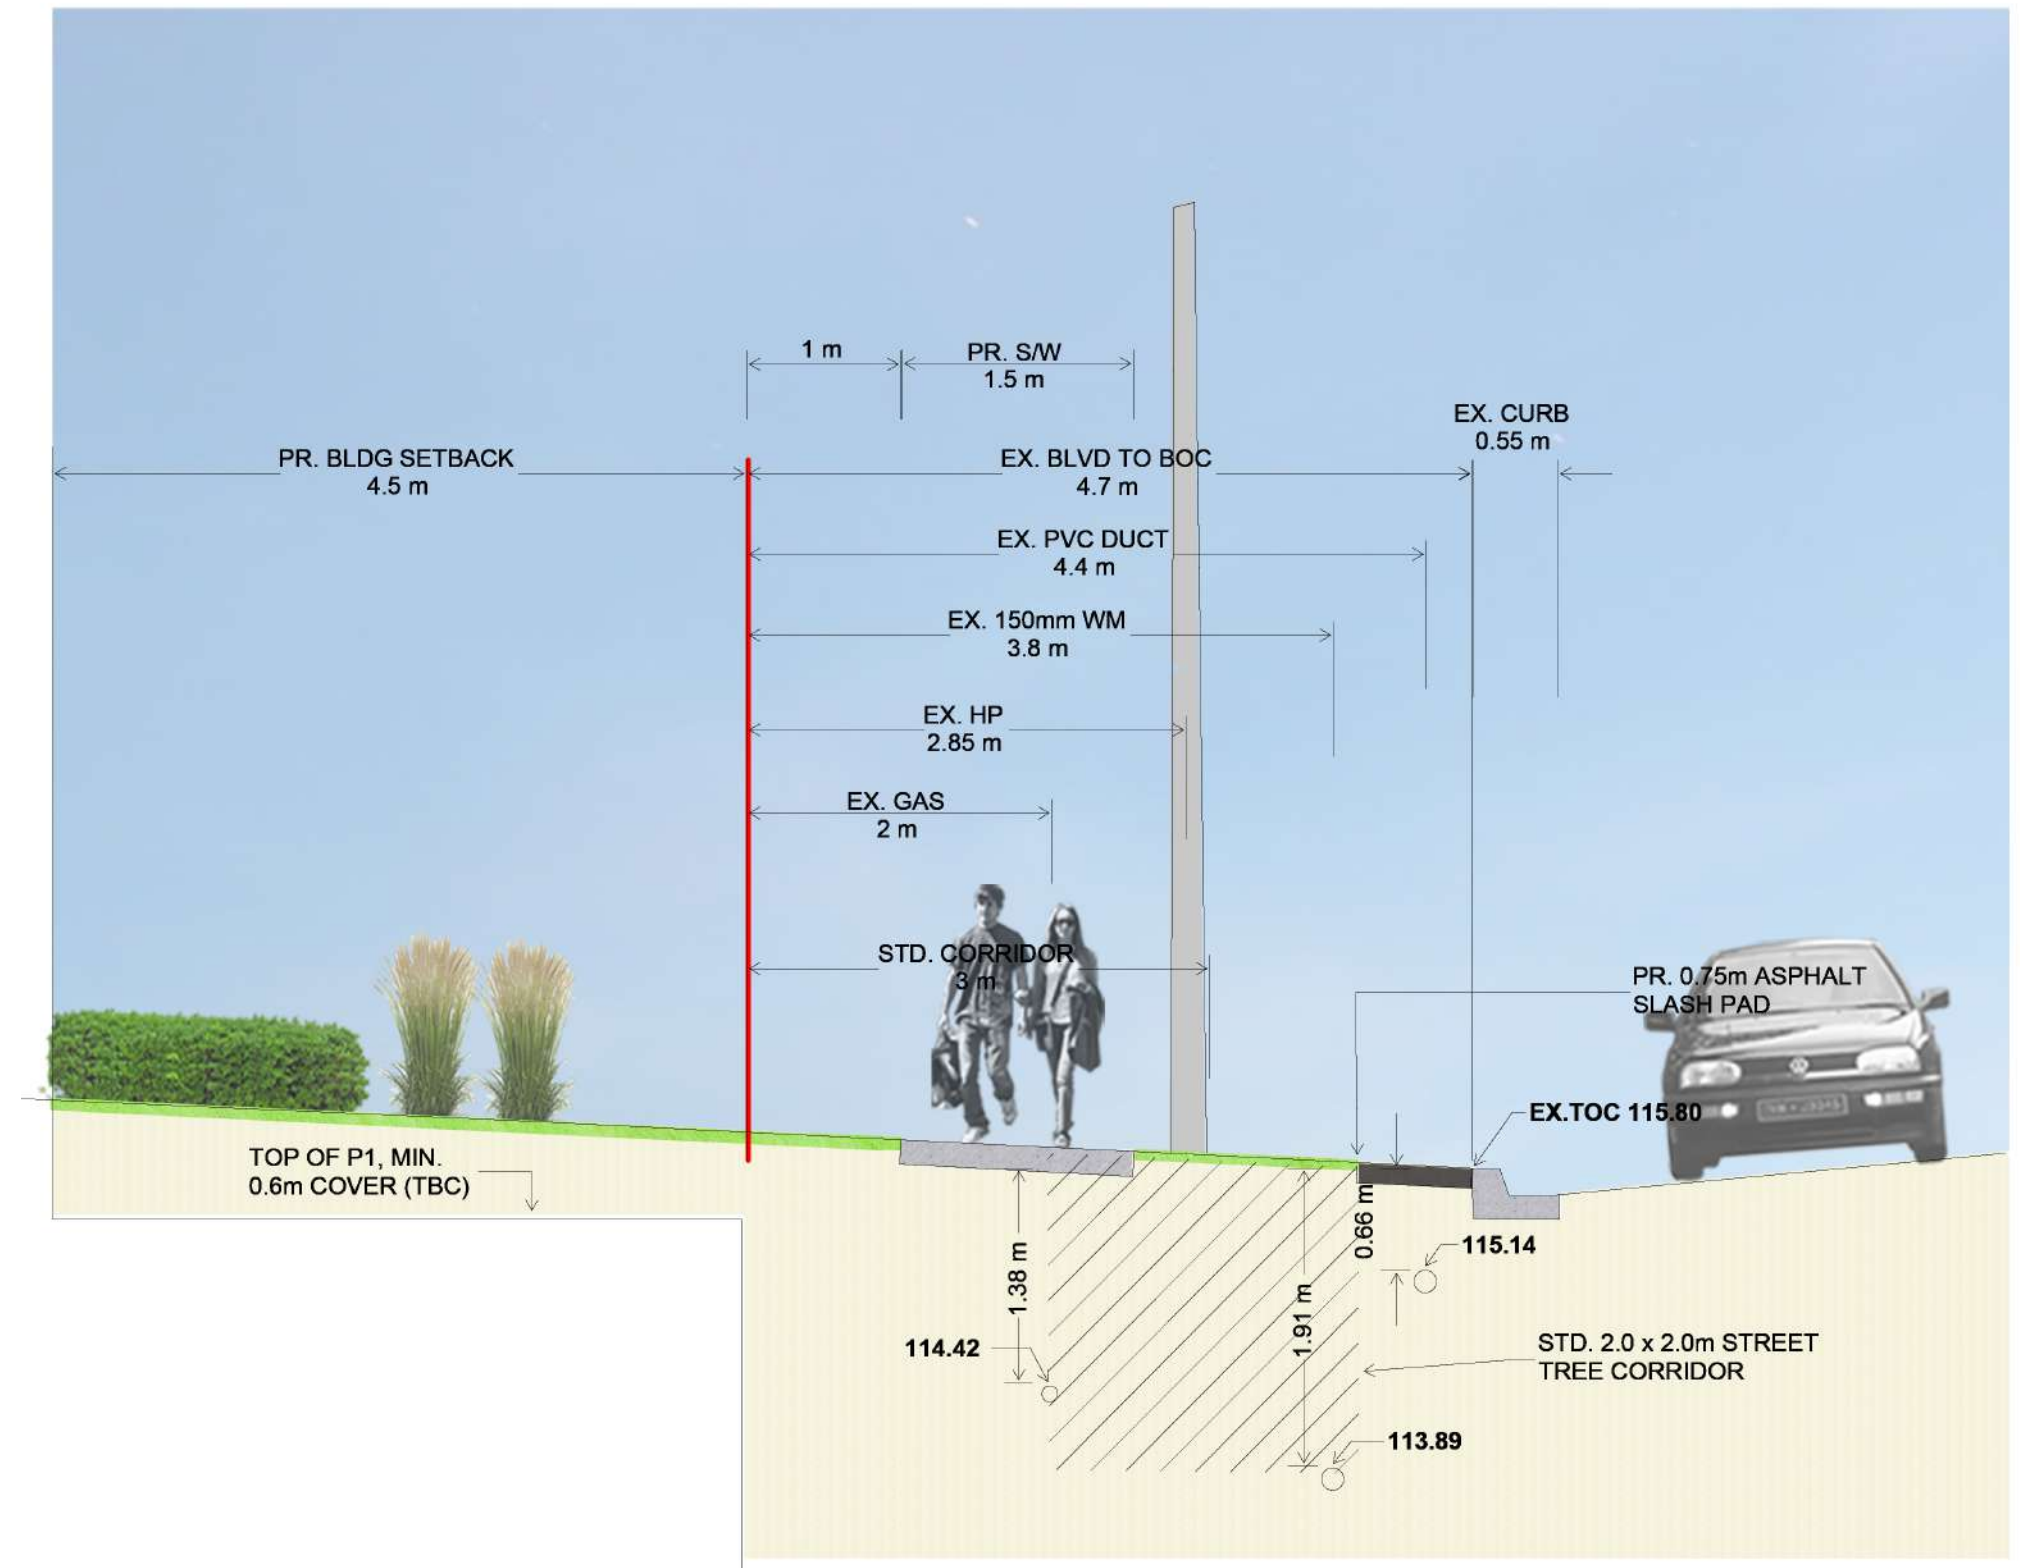 1 m
PR. S/W
1.5 m
EX. CURB
0.55 m
PR. BLDG SETBACK
4.5 m
EX. BLVD TO BOC
4.7 m
EX. PVC DUCT
4.4 m
EX. 150mm WM
3.8 m
EX. HP
2.85 m
EX. GAS
2 m
STD. CORRIDOR
3 m
PR. 0.75m ASPHALT
SLASH PAD
EX.TOC 115.80
TOP OF P1, MIN.
0.6m COVER (TBC)
0.66 m
115.14
1.38 m
1.91 m
114.42
STD. 2.0 x 2.0m STREET
TREE CORRIDOR
113.89